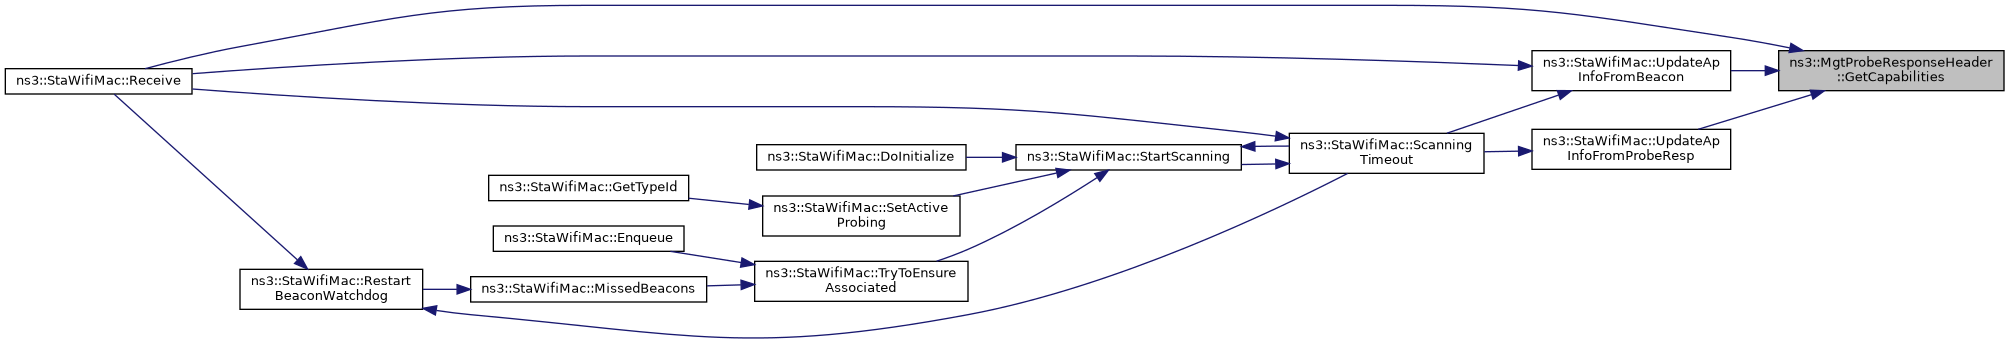 ns3::StaWifiMac::Receive
ns3::StaWifiMac::UpdateAp
InfoFromBeacon
ns3::MgtProbeResponseHeader
::GetCapabilities
ns3::StaWifiMac::DoInitialize
ns3::StaWifiMac::StartScanning
ns3::StaWifiMac::Scanning
Timeout
ns3::StaWifiMac::UpdateAp
InfoFromProbeResp
ns3::StaWifiMac::GetTypeId
ns3::StaWifiMac::SetActive
Probing
ns3::StaWifiMac::Enqueue
ns3::StaWifiMac::Restart
BeaconWatchdog
ns3::StaWifiMac::MissedBeacons
ns3::StaWifiMac::TryToEnsure
Associated